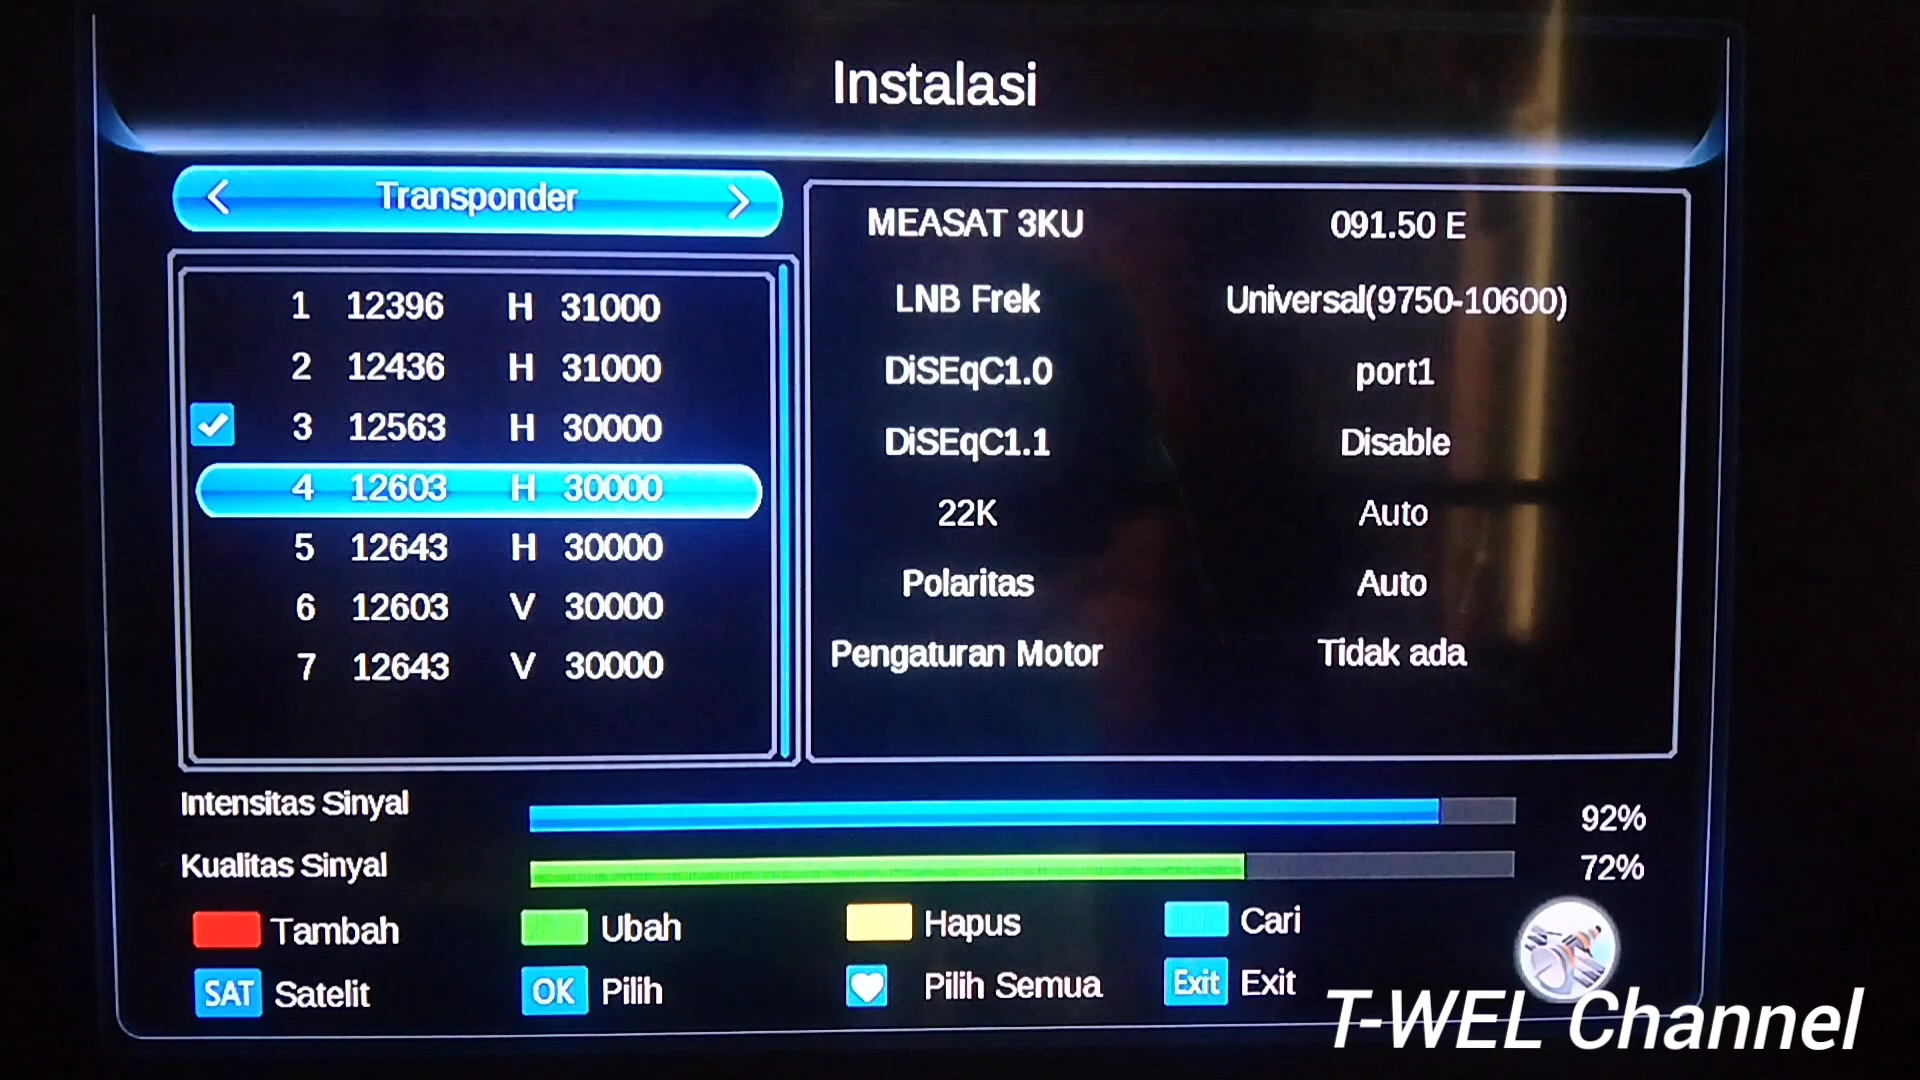 Instalasi
Transponder
1 12396 H 31000
2 12436 H 31000
3 12563 H 30000
4 12603 H 30000
5 12643 H 30000
6 12603 V 30000
7 12643 V 30000
MEASAT 3KU 091.50 E
LNB Frek Universal(9750-10600)
DiSEqC1.0 port1
DiSEqC1.1 Disable
22K Auto
Polaritas Auto
Pengaturan Motor Tidak ada
Intensitas Sinyal 92%
Kualitas Sinyal 72%
Tambah Ubah Hapus Cari
SAT Satelit OK Pilih Pilih Semua Exit Exit
T-WEL Channel